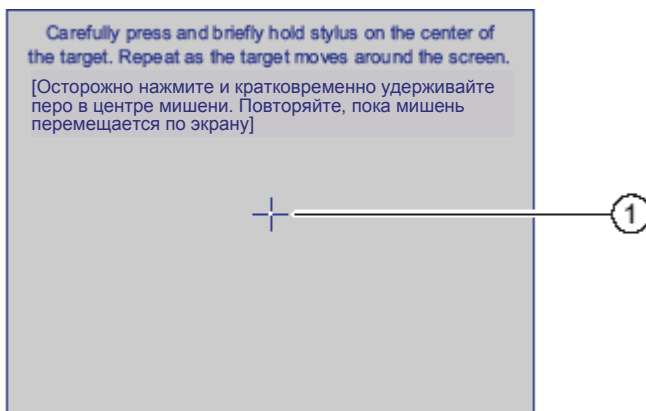 Carefully press and briefly hold stylus on the center of
the target. Repeat as the target moves around the screen.
[Осторожно нажмите и кратковременно удерживайте
перо в центре мишени. Повторяйте, пока мишень
перемещается по экрану]
1